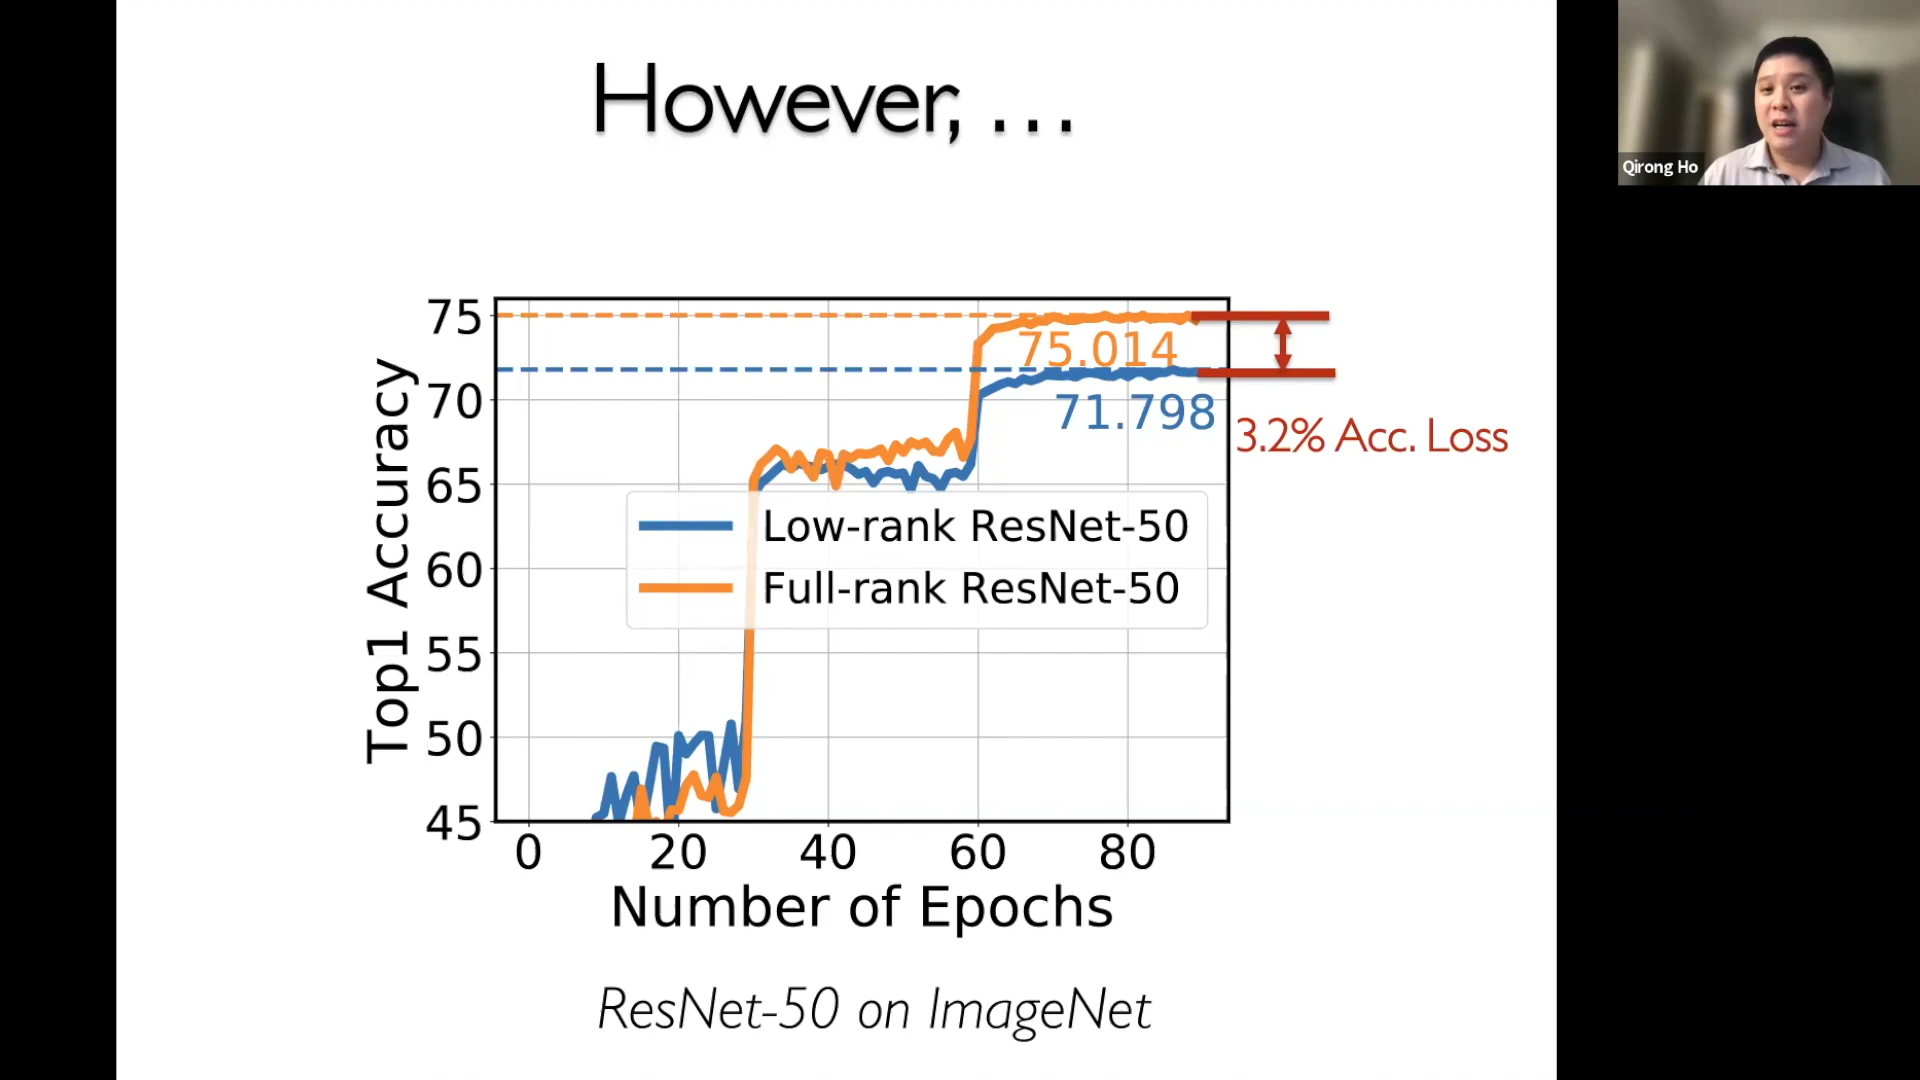 However, ...
Qirong Ho
75
70
65
60
55
50
45
Top1 Accuracy
75.014
71.798
3.2% Acc. Loss
Low-rank ResNet-50
Full-rank ResNet-50
0 20 40 60 80
Number of Epochs
ResNet-50 on ImageNet